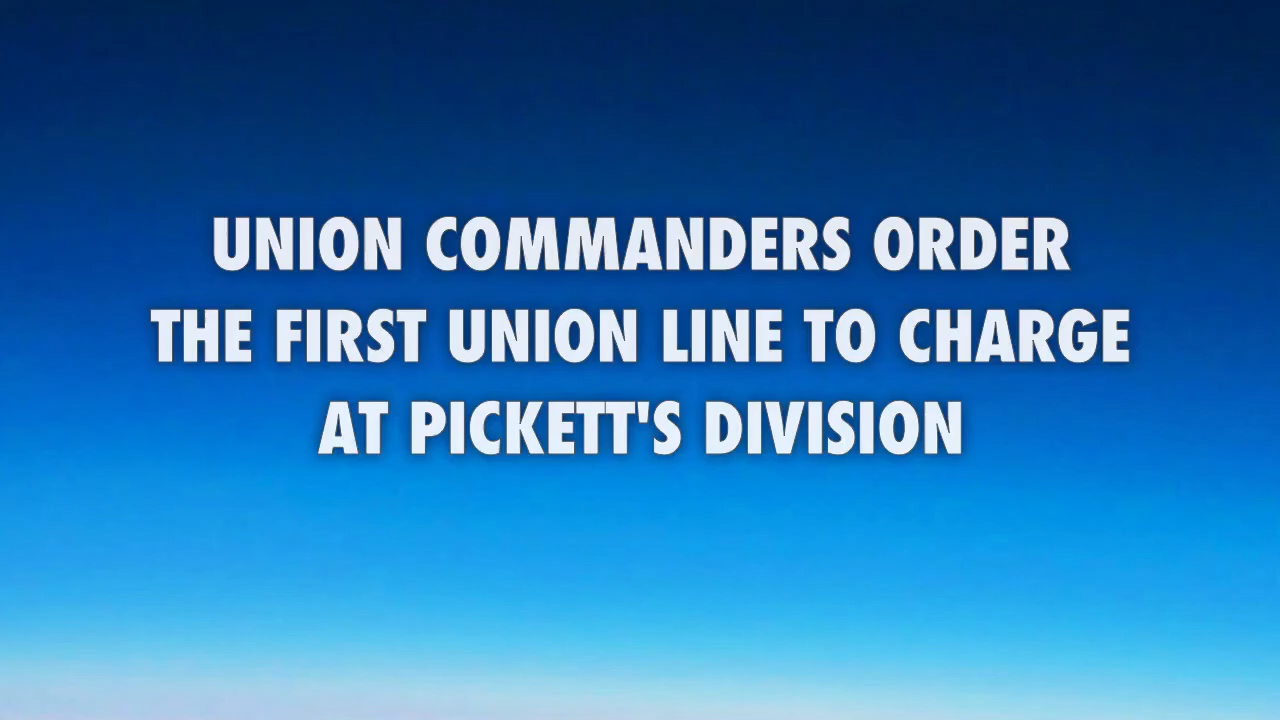 UNION COMMANDERS ORDER
THE FIRST UNION LINE TO CHARGE
AT PICKETT'S DIVISION